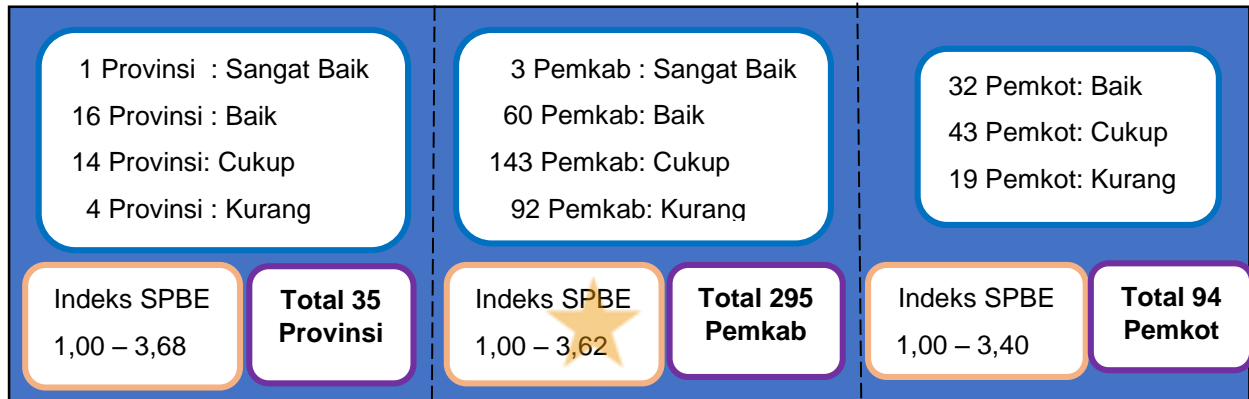 1 Provinsi : Sangat Baik
16 Provinsi : Baik
14 Provinsi: Cukup
4 Provinsi : Kurang
Indeks SPBE
1,00 – 3,68
Total 35
Provinsi
3 Pemkab : Sangat Baik
60 Pemkab: Baik
143 Pemkab: Cukup
92 Pemkab: Kurang
Indeks SPBE
1,00 – 3,62
Total 295
Pemkab
32 Pemkot: Baik
43 Pemkot: Cukup
19 Pemkot: Kurang
Indeks SPBE
1,00 – 3,40
Total 94
Pemkot